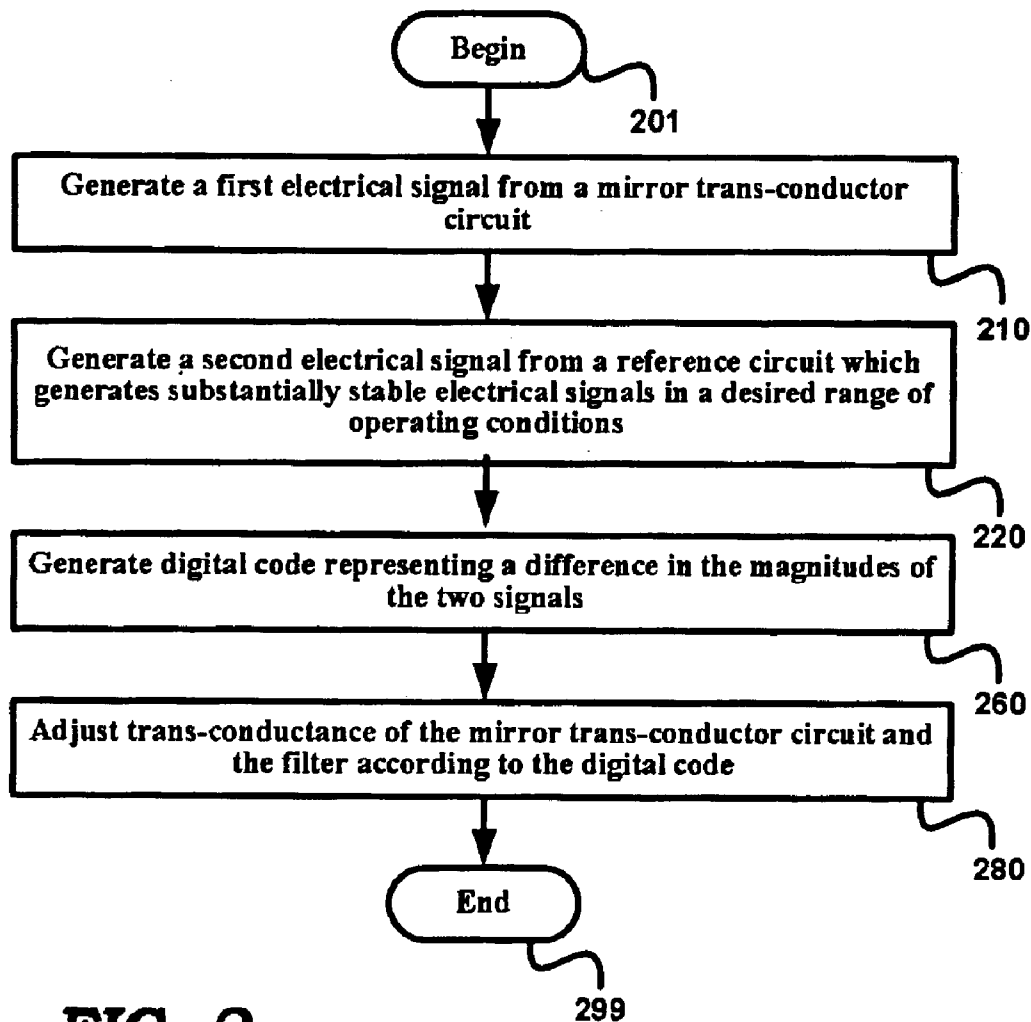 Begin
201
Generate a first electrical signal from a mirror trans-conductor
circuit
210
Generate a second electrical signal from a reference circuit which
generates substantially stable electrical signals in a desired range of
operating conditions
220
Generate digital code representing a difference in the magnitudes of
the two signals
260
Adjust trans-conductance of the mirror trans-conductor circuit and
the filter according to the digital code
280
End
299